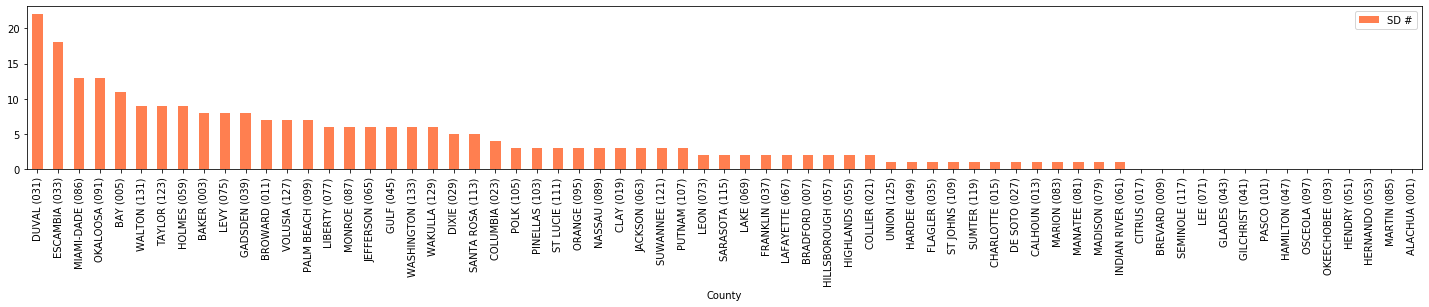 SD #
20
15
10
5
0
DUVAL (031)
ESCAMBIA (033)
MIAMI-DADE (086)
OKALOOSA (091)
BAY (005)
WALTON (131)
TAYLOR (123)
HOLMES (059)
BAKER (003)
LEVY (075)
GADSDEN (039)
BROWARD (011)
VOLUSIA (127)
PALM BEACH (099)
LIBERTY (077)
MONROE (087)
JEFFERSON (065)
GULF (045)
WASHINGTON (133)
WAKULLA (129)
DIXIE (029)
SANTA ROSA (113)
COLUMBIA (023)
POLK (105)
PINELLAS (103)
ST LUCIE (111)
ORANGE (095)
NASSAU (089)
CLAY (019)
JACKSON (063)
SUWANNEE (121)
PUTNAM (107)
LEON (073)
SARASOTA (115)
LAKE (069)
FRANKLIN (037)
LAFAYETTE (067)
BRADFORD (007)
HILLSBOROUGH (057)
HIGHLANDS (055)
COLLIER (021)
UNION (125)
HARDEE (049)
FLAGLER (035)
ST JOHNS (109)
SUMTER (119)
CHARLOTTE (015)
DE SOTO (027)
CALHOUN (013)
MARION (083)
MANATEE (081)
MADISON (079)
INDIAN RIVER (061)
CITRUS (017)
BREVARD (009)
SEMINOLE (117)
LEE (071)
GLADES (043)
GILCHRIST (041)
PASCO (101)
HAMILTON (047)
OSCEOLA (097)
OKEECHOBEE (093)
HENDRY (051)
HERNANDO (053)
MARTIN (085)
ALACHUA (001)
County